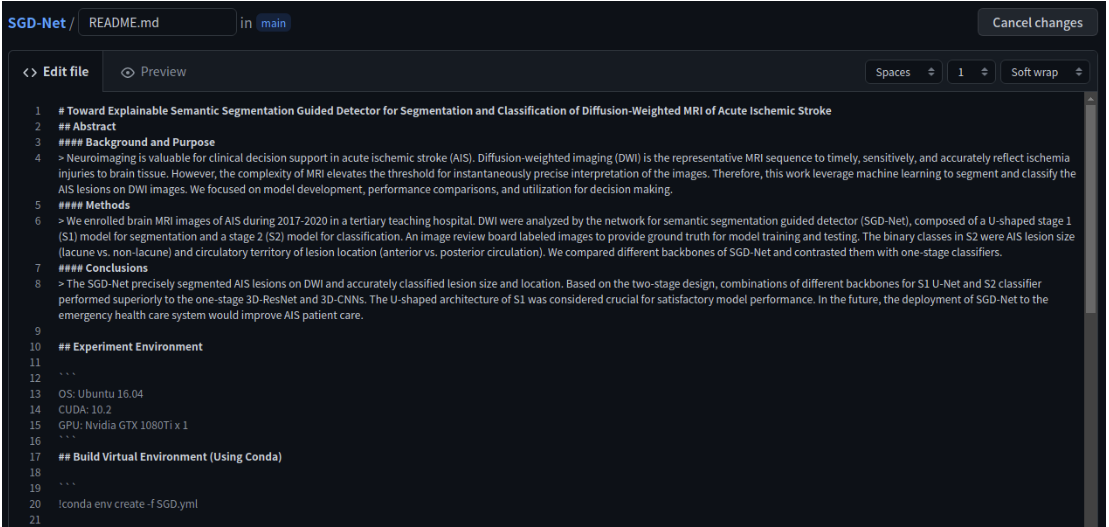 SGD-Net / README.md in main Cancel changes
<> Edit file Preview Spaces 1 Soft wrap
1 # Toward Explainable Semantic Segmentation Guided Detector for Segmentation and Classification of Diffusion-Weighted MRI of Acute Ischemic Stroke
2 ## Abstract
3 #### Background and Purpose
4 > Neuroimaging is valuable for clinical decision support in acute ischemic stroke (AIS). Diffusion-weighted imaging (DWI) is the representative MRI sequence to timely, sensitively, and accurately reflect ischemia
injuries to brain tissue. However, the complexity of MRI elevates the threshold for instantaneously precise interpretation of the images. Therefore, this work leverage machine learning to segment and classify the
AIS lesions on DWI images. We focused on model development, performance comparisons, and utilization for decision making.
5 #### Methods
6 > We enrolled brain MRI images of AIS during 2017-2020 in a tertiary teaching hospital. DWI were analyzed by the network for semantic segmentation guided detector (SGD-Net), composed of a U-shaped stage 1
(S1) model for segmentation and a stage 2 (S2) model for classification. An image review board labeled images to provide ground truth for model training and testing. The binary classes in S2 were AIS lesion size
(lacune vs. non-lacune) and circulatory territory of lesion location (anterior vs. posterior circulation). We compared different backbones of SGD-Net and contrasted them with one-stage classifiers.
7 #### Conclusions
8 > The SGD-Net precisely segmented AIS lesions on DWI and accurately classified lesion size and location. Based on the two-stage design, combinations of different backbones for S1 U-Net and S2 classifier
performed superiorly to the one-stage 3D-ResNet and 3D-CNNs. The U-shaped architecture of S1 was considered crucial for satisfactory model performance. In the future, the deployment of SGD-Net to the
emergency health care system would improve AIS patient care.
9
10 ## Experiment Environment
11
12 ```
13 OS: Ubuntu 16.04
14 CUDA: 10.2
15 GPU: Nvidia GTX 1080Ti x 1
16 ```
17 ## Build Virtual Environment (Using Conda)
18
19 ```
20 !conda env create -f SGD.yml
21